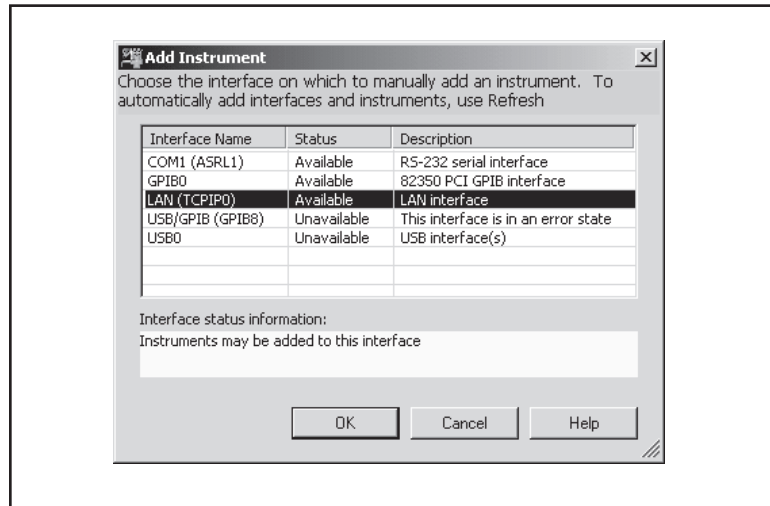 Add Instrument
Choose the interface on which to manually add an instrument. To
automatically add interfaces and instruments, use Refresh
Interface Name Status Description
COM1 (ASRL1) Available RS-232 serial interface
GPIB0 Available 82350 PCI GPIB interface
LAN (TCPIP0) Available LAN interface
USB/GPIB (GPIB8) Unavailable This interface is in an error state
USB0 Unavailable USB interface(s)
Interface status information:
Instruments may be added to this interface
OK Cancel Help